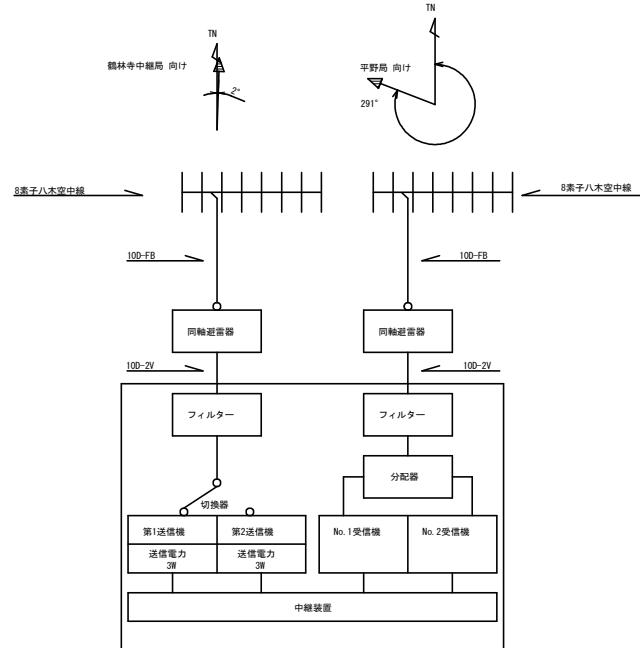 TN
TN
鶴林寺中継局 向け
平野局 向け
2°
291°
8素子八木空中線
8素子八木空中線
10D-FB
10D-FB
同軸避雷器
同軸避雷器
10D-2V
10D-2V
フィルター
フィルター
分配器
切換器
第1送信機
第2送信機
No.1受信機
No.2受信機
送信電力
3W
送信電力
3W
中継装置